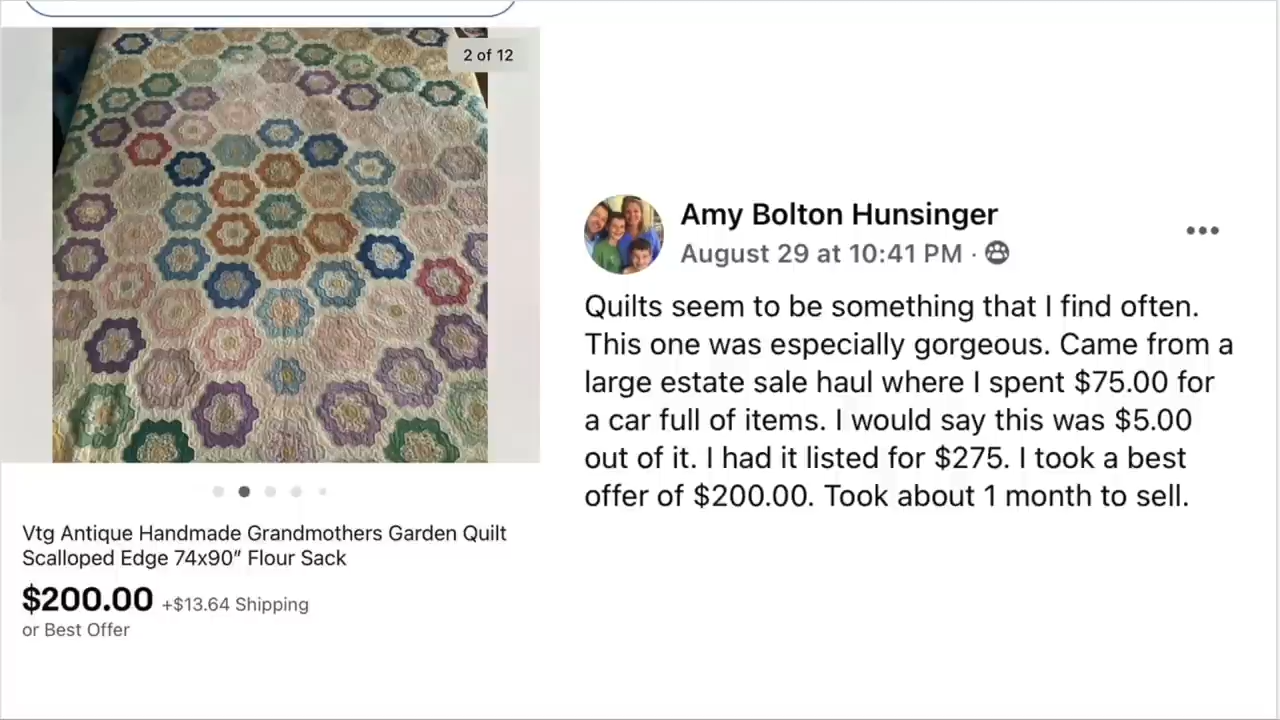 2 of 12
Vtg Antique Handmade Grandmothers Garden Quilt
Scalloped Edge 74x90” Flour Sack
$200.00 +$13.64 Shipping
or Best Offer
Amy Bolton Hunsinger
August 29 at 10:41 PM ·
Quilts seem to be something that I find often.
This one was especially gorgeous. Came from a
large estate sale haul where I spent $75.00 for
a car full of items. I would say this was $5.00
out of it. I had it listed for $275. I took a best
offer of $200.00. Took about 1 month to sell.